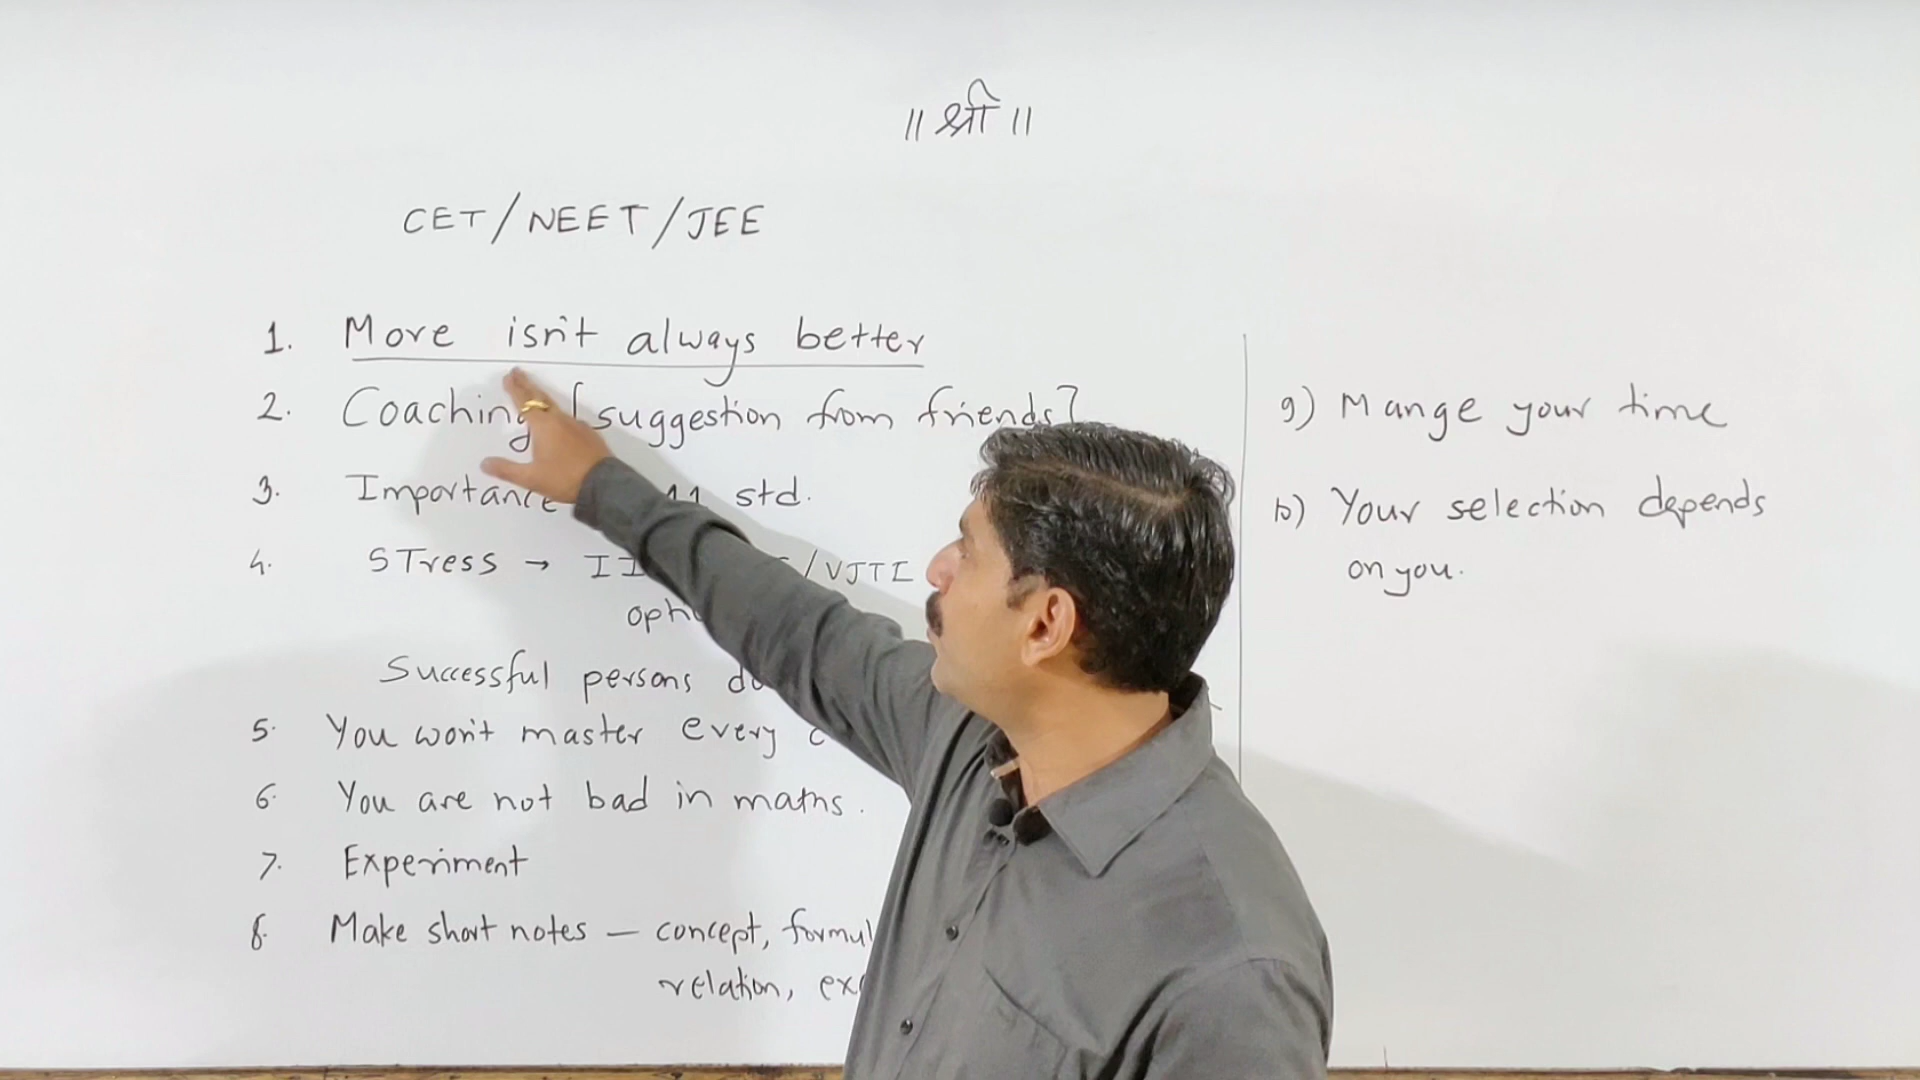 ॥ श्री ॥
CET/NEET/JEE
1. More isn't always better
2. Coaching [suggestion from friends]
3. Importance 11 std.
4. STress → /VJTI
Successful persons
5. You won't master every
6. You are not bad in maths.
7. Experiment
8. Make short notes — concept,
relation,
9) Mange your time
10) Your selection depends
on you.